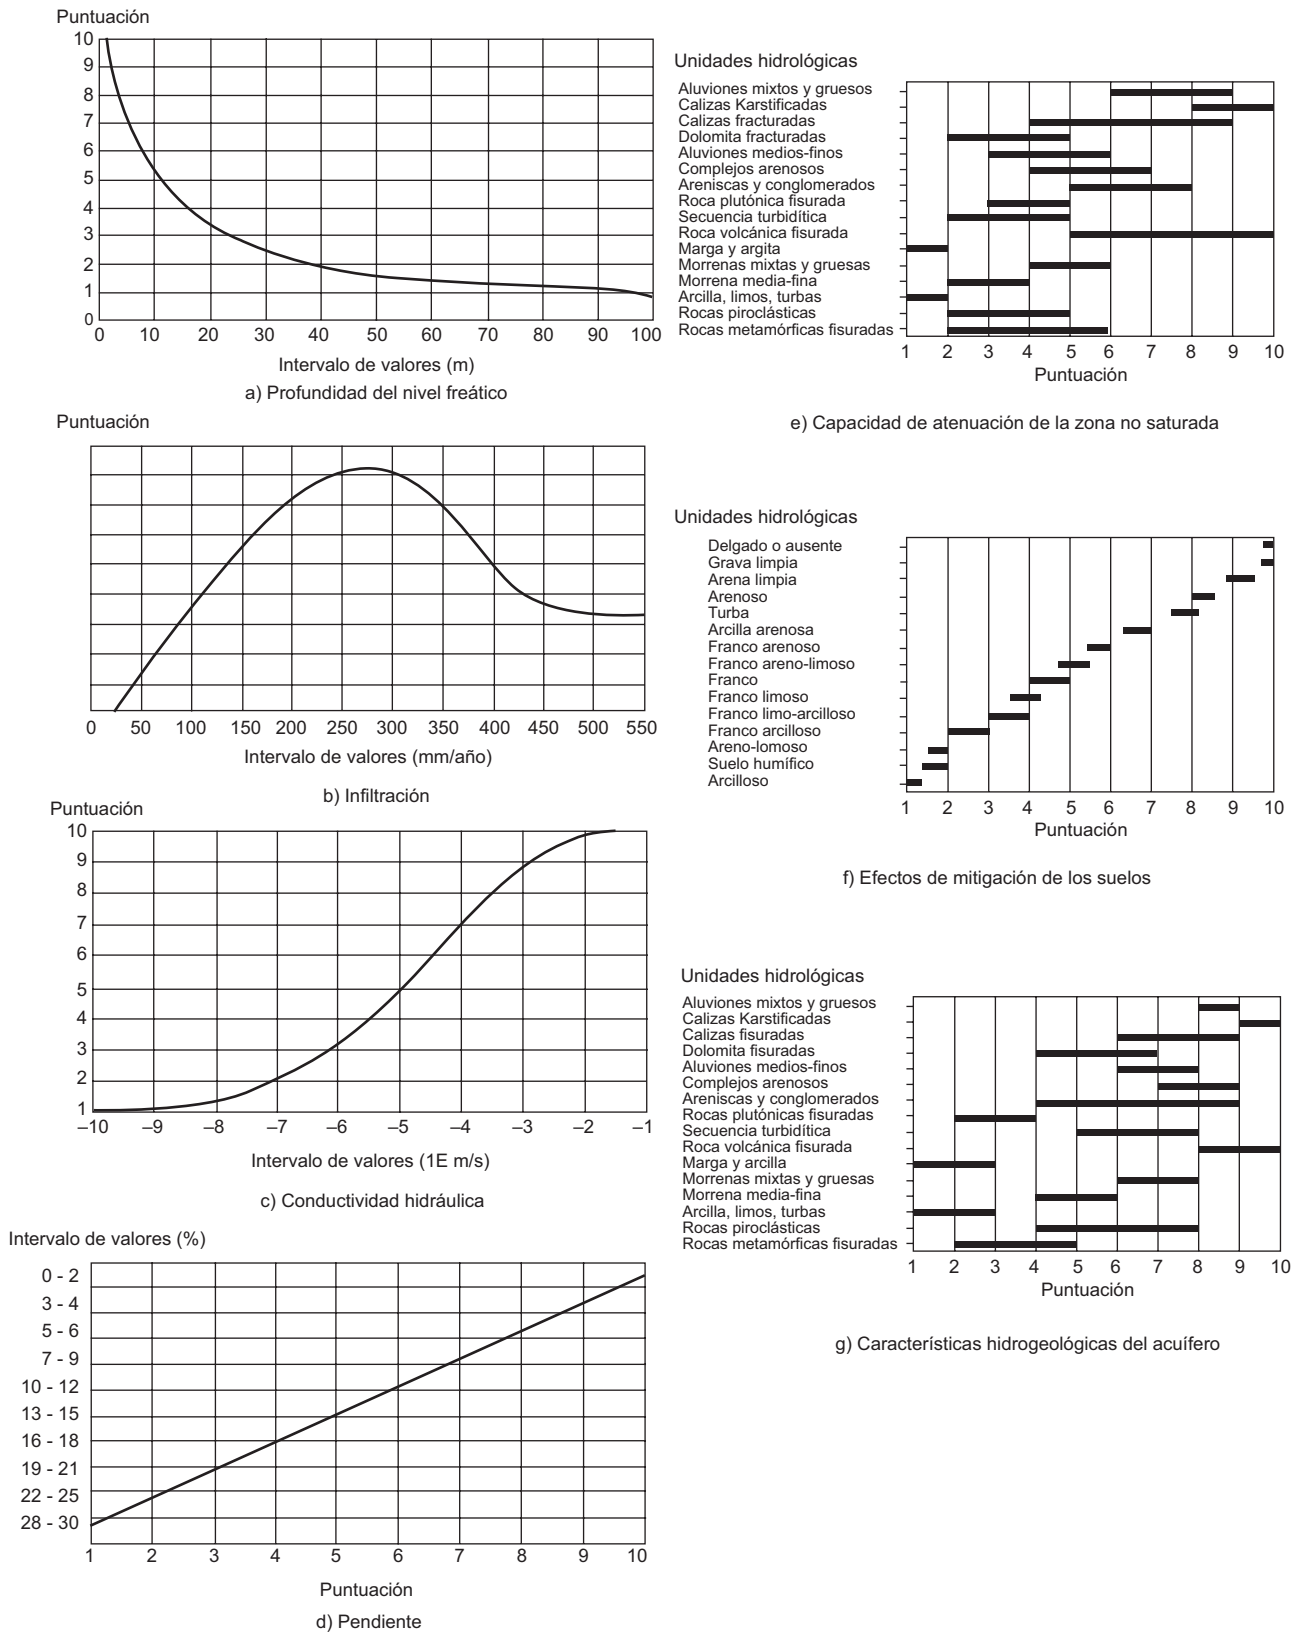 Puntuación
10
9
8
7
6
5
4
3
2
1
0
0 10 20 30 40 50 60 70 80 90 100
Intervalo de valores (m)
a) Profundidad del nivel freático
Puntuación
0 50 100 150 200 250 300 350 400 450 500 550
Intervalo de valores (mm/año)
b) Infiltración
Puntuación
10
9
8
7
6
5
4
3
2
1
–10 –9 –8 –7 –6 –5 –4 –3 –2 –1
Intervalo de valores (1E m/s)
c) Conductividad hidráulica
Intervalo de valores (%)
0 - 2
3 - 4
5 - 6
7 - 9
10 - 12
13 - 15
16 - 18
19 - 21
22 - 25
28 - 30
1 2 3 4 5 6 7 8 9 10
Puntuación
d) Pendiente
Unidades hidrológicas
Aluviones mixtos y gruesos
Calizas Karstificadas
Calizas fracturadas
Dolomita fracturadas
Aluviones medios-finos
Complejos arenosos
Areniscas y conglomerados
Roca plutónica fisurada
Secuencia turbidítica
Roca volcánica fisurada
Marga y argita
Morrenas mixtas y gruesas
Morrena media-fina
Arcilla, limos, turbas
Rocas piroclásticas
Rocas metamórficas fisuradas
1 2 3 4 5 6 7 8 9 10
Puntuación
e) Capacidad de atenuación de la zona no saturada
Unidades hidrológicas
Delgado o ausente
Grava limpia
Arena limpia
Arenoso
Turba
Arcilla arenosa
Franco arenoso
Franco areno-limoso
Franco
Franco limoso
Franco limo-arcilloso
Franco arcilloso
Areno-lomoso
Suelo humífico
Arcilloso
1 2 3 4 5 6 7 8 9 10
Puntuación
f) Efectos de mitigación de los suelos
Unidades hidrológicas
Aluviones mixtos y gruesos
Calizas Karstificadas
Calizas fisuradas
Dolomita fisuradas
Aluviones medios-finos
Complejos arenosos
Areniscas y conglomerados
Rocas plutónicas fisuradas
Secuencia turbidítica
Roca volcánica fisurada
Marga y arcilla
Morrenas mixtas y gruesas
Morrena media-fina
Arcilla, limos, turbas
Rocas piroclásticas
Rocas metamórficas fisuradas
1 2 3 4 5 6 7 8 9 10
Puntuación
g) Características hidrogeológicas del acuífero